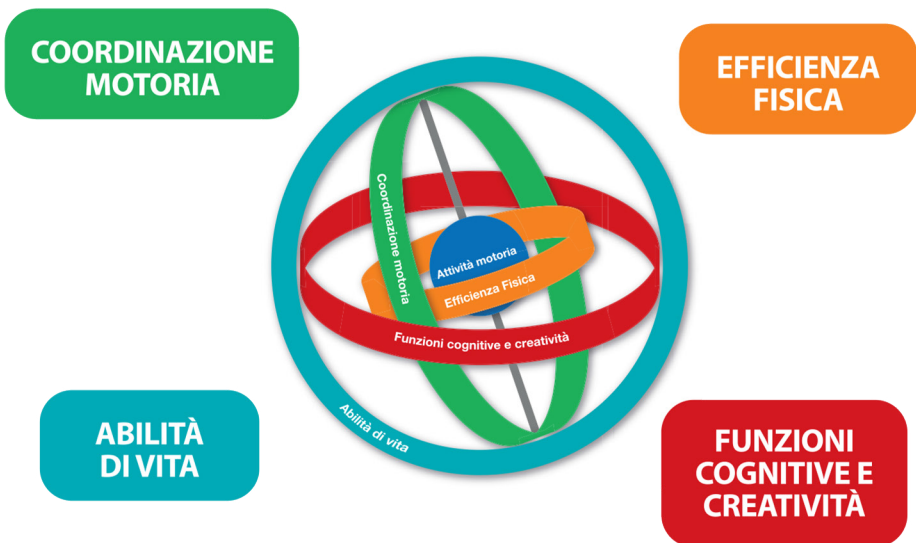 COORDINAZIONE
MOTORIA
EFFICIENZA
FISICA
Coordinazione motoria
Attività motoria
Efficienza Fisica
Funzioni cognitive e creatività
Abilità di vita
ABILITÀ
DI VITA
FUNZIONI
COGNITIVE E
CREATIVITÀ